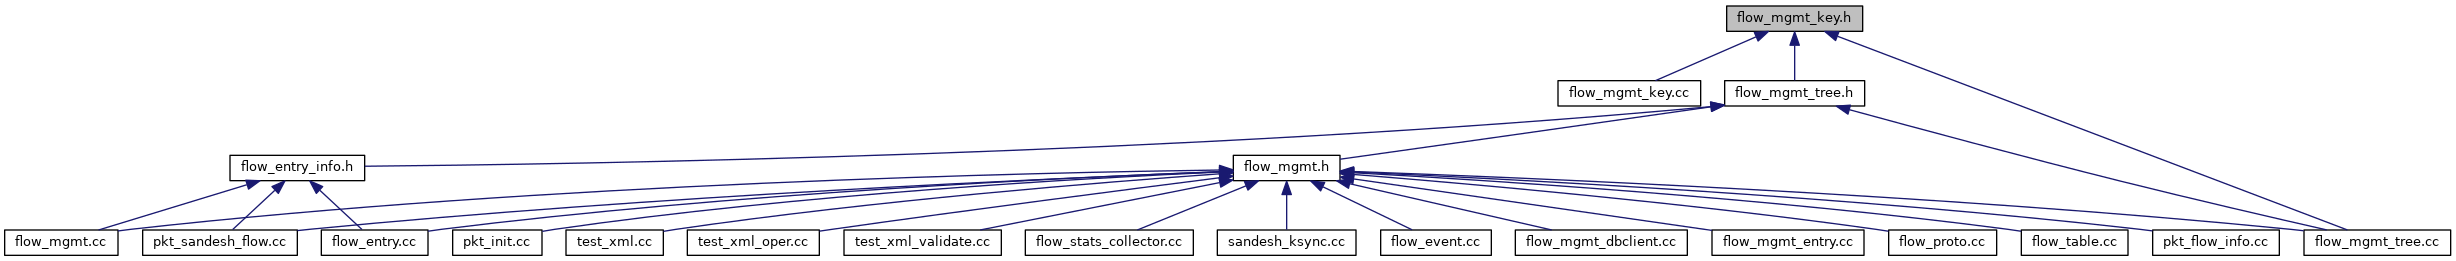 flow_mgmt_key.h
flow_mgmt_key.cc
flow_mgmt_tree.h
flow_entry_info.h
flow_mgmt.h
flow_mgmt.cc
pkt_sandesh_flow.cc
flow_entry.cc
pkt_init.cc
test_xml.cc
test_xml_oper.cc
test_xml_validate.cc
flow_stats_collector.cc
sandesh_ksync.cc
flow_event.cc
flow_mgmt_dbclient.cc
flow_mgmt_entry.cc
flow_proto.cc
flow_table.cc
pkt_flow_info.cc
flow_mgmt_tree.cc